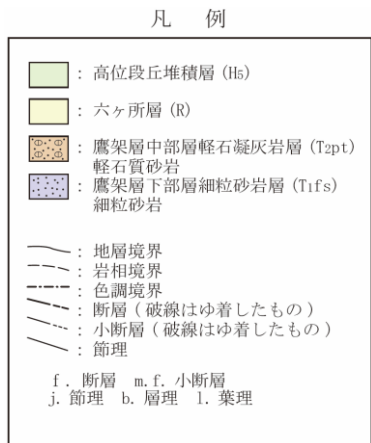 凡 例
: 高位段丘堆積層 (H5)
: 六ヶ所層 (R)
: 鷹架層中部層軽石凝灰岩層 (T2pt)
軽石質砂岩
: 鷹架層下部層細粒砂岩層 (T1fs)
細粒砂岩
: 地層境界
: 岩相境界
: 色調境界
: 断層 ( 破線はゆ着したもの )
: 小断層 ( 破線はゆ着したもの )
: 節理
f. 断層 m.f. 小断層
j. 節理 b. 層理 l. 葉理